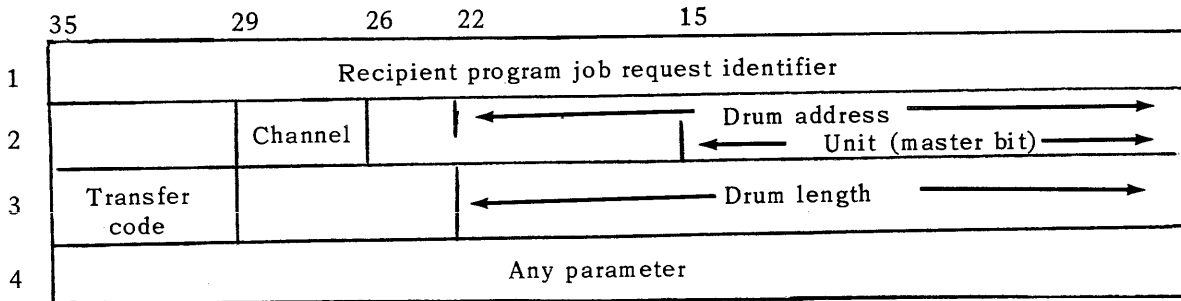 35 29 26 22 15
1 Recipient program job request identifier
Drum address
2 Channel
Unit (master bit)
3 Transfer code Drum length
4 Any parameter